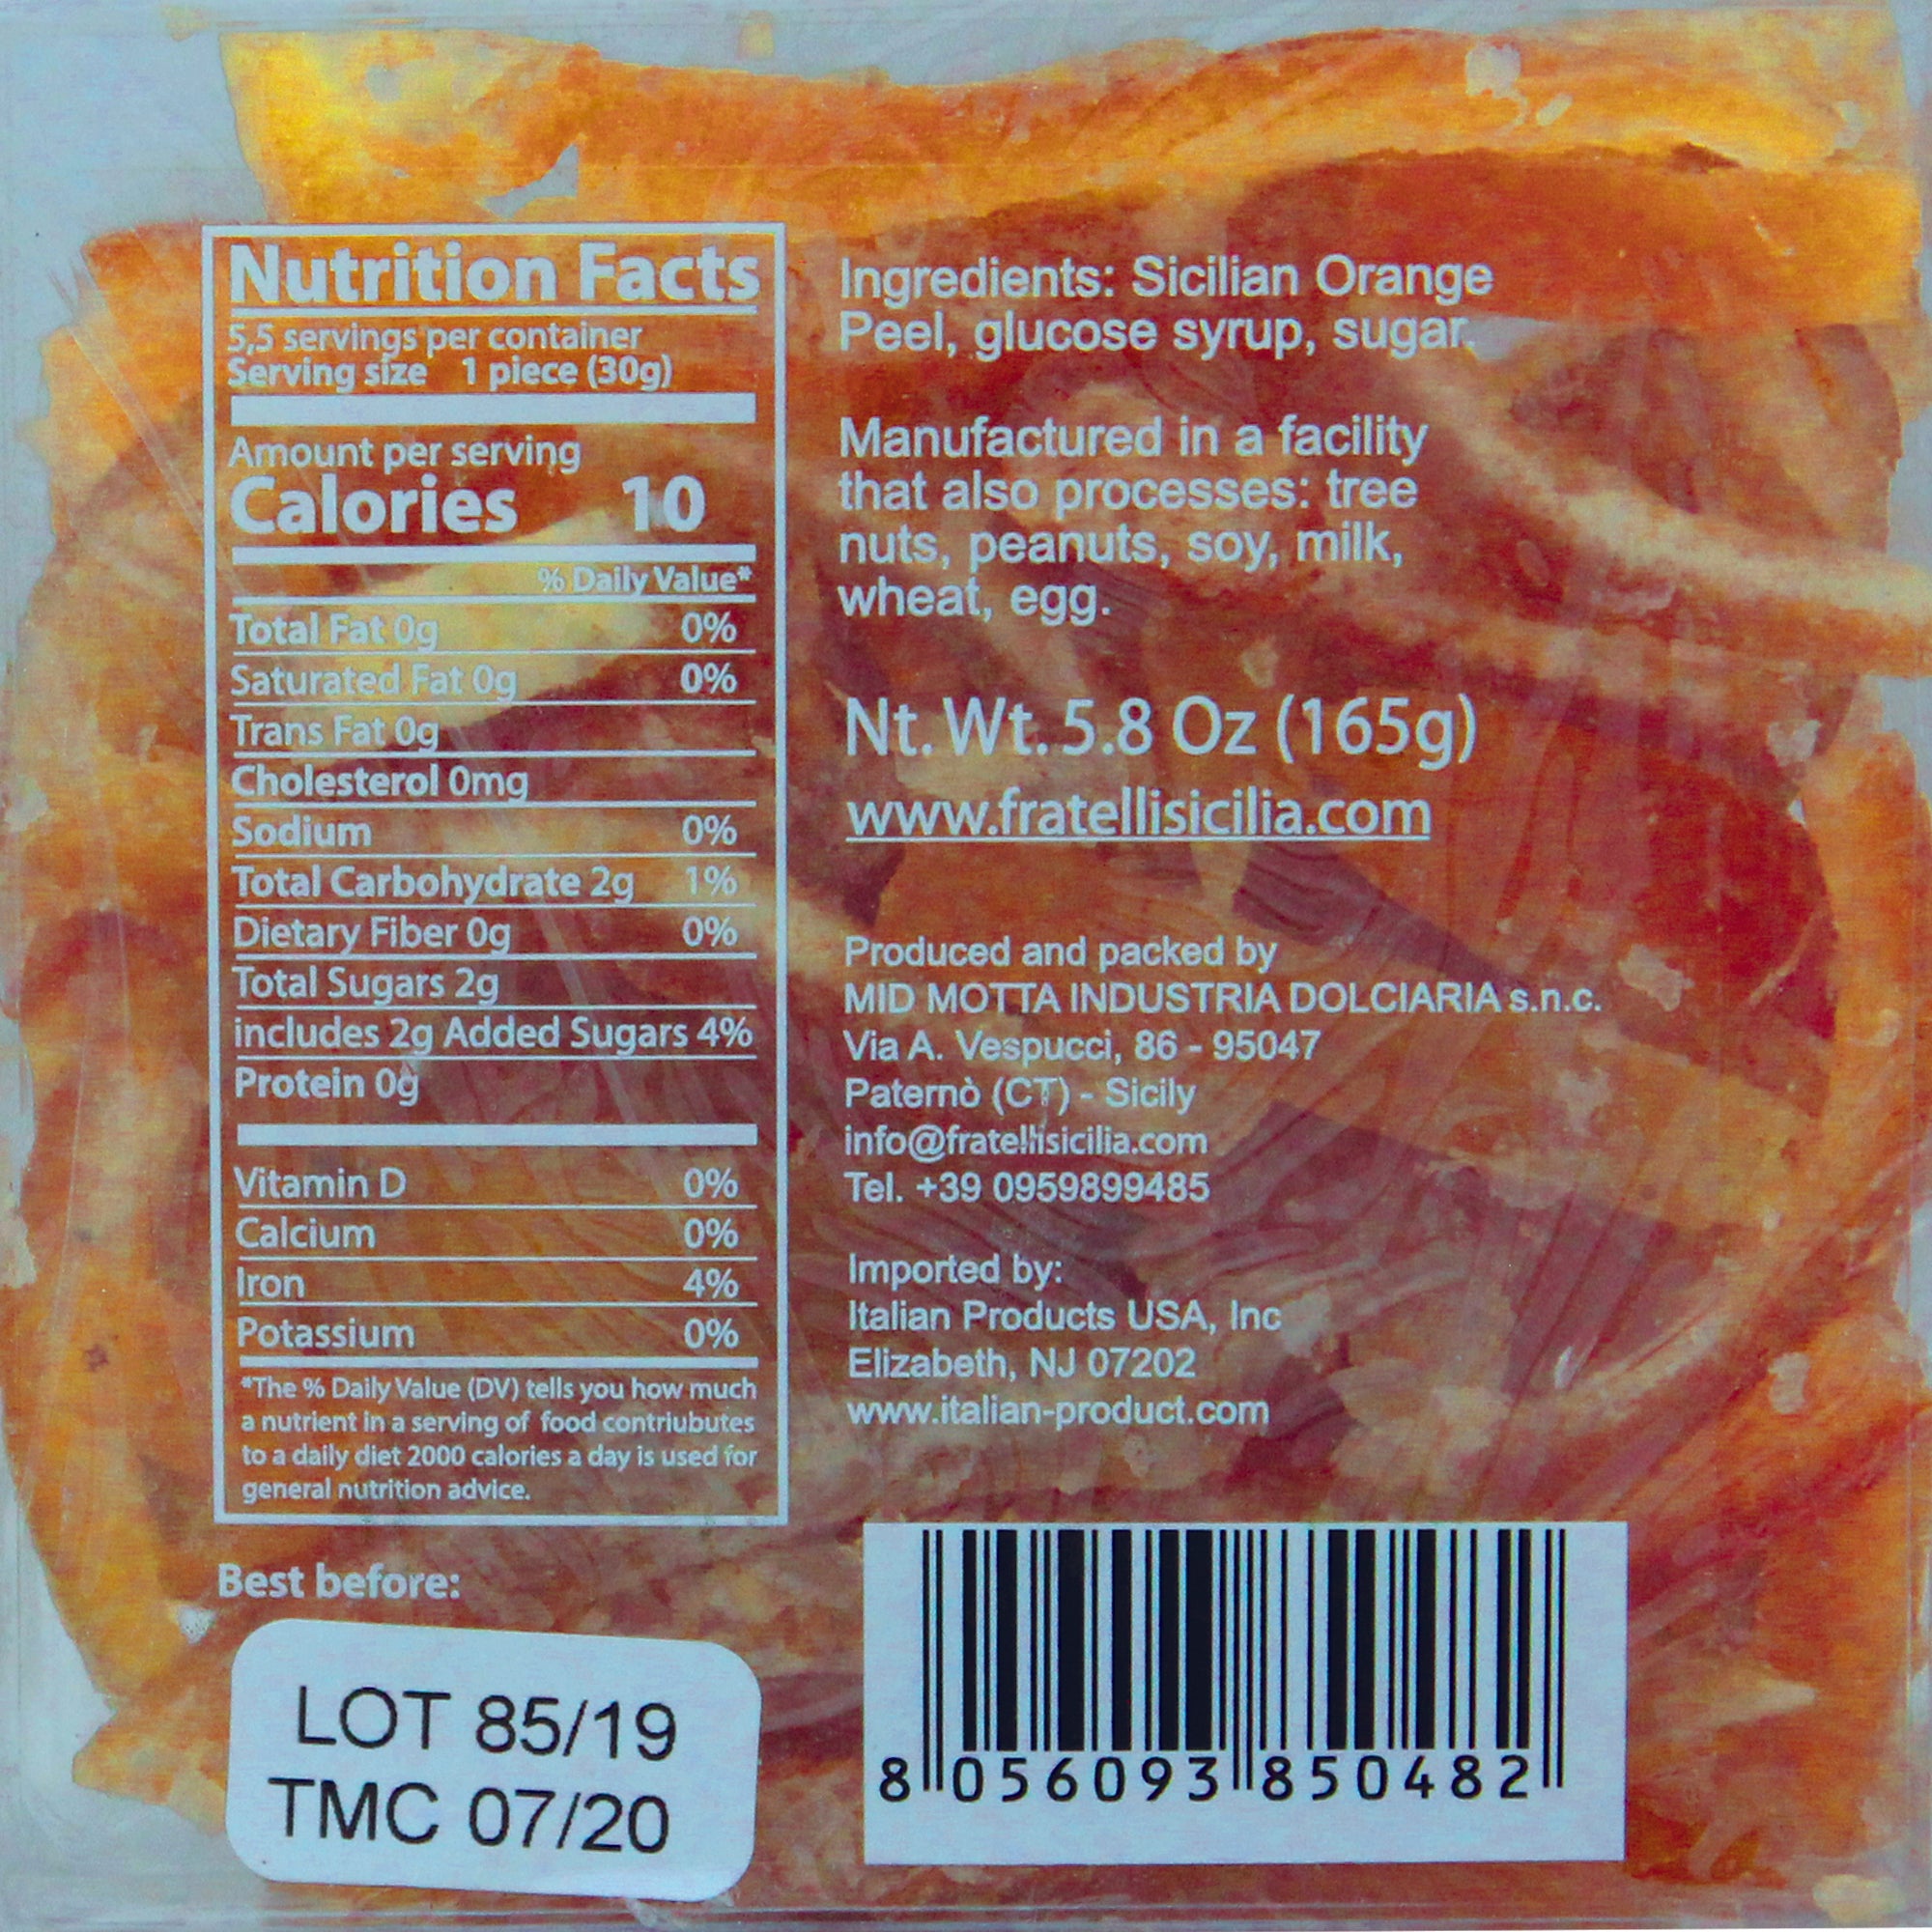 Nutrition Facts
5,5 servings per container
Serving size 1 piece (30g)
Amount per serving
Calories 10
% Daily Value*
Total Fat 0g 0%
Saturated Fat 0g 0%
Trans Fat 0g
Cholesterol 0mg
Sodium 0%
Total Carbohydrate 2g 1%
Dietary Fiber 0g 0%
Total Sugars 2g
includes 2g Added Sugars 4%
Protein 0g
Vitamin D 0%
Calcium 0%
Iron 4%
Potassium 0%
*The % Daily Value (DV) tells you how much
a nutrient in a serving of food contriubutes
to a daily diet 2000 calories a day is used for
general nutrition advice.
Best before:
LOT 85/19
TMC 07/20
Ingredients: Sicilian Orange
Peel, glucose syrup, sugar.
Manufactured in a facility
that also processes: tree
nuts, peanuts, soy, milk,
wheat, egg.
Nt. Wt. 5.8 Oz (165g)
www.fratellisicilia.com
Produced and packed by
MID MOTTA INDUSTRIA DOLCIARIA s.n.c.
Via A. Vespucci, 86 - 95047
Paternò (CT) - Sicily
info@fratellisicilia.com
Tel. +39 0959899485
Imported by:
Italian Products USA, Inc
Elizabeth, NJ 07202
www.italian-product.com
8 056093 850482